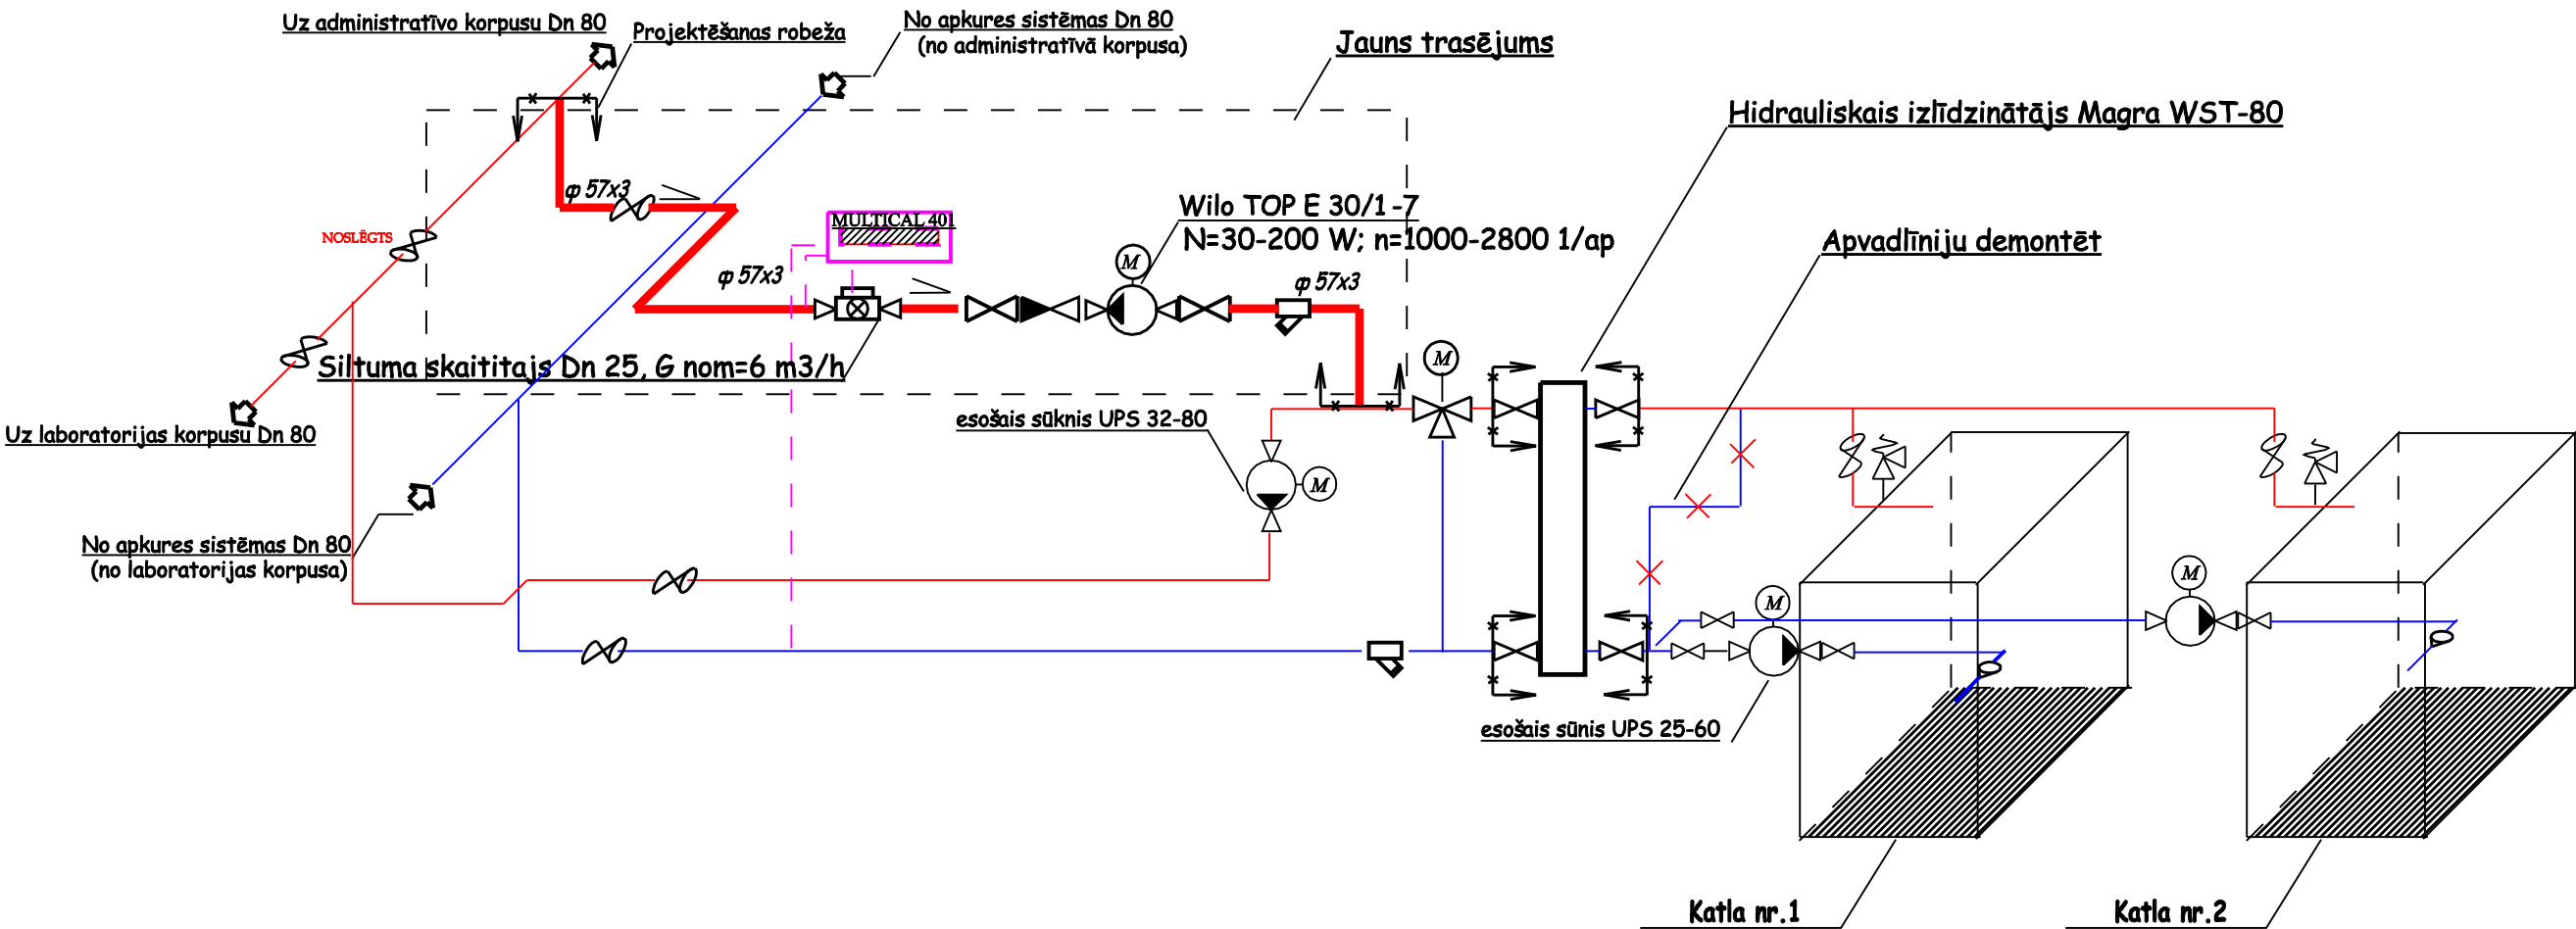 Uz administratīvo korpusu Dn 80
Projektēšanas robeža
No apkures sistēmas Dn 80
(no administratīvā korpusa)
Jauns trasējums
Hidrauliskais izlīdzinātājs Magra WST-80
φ 57x3
MULTICAL 401
Wilo TOP E 30/1-7
N=30-200 W; n=1000-2800 1/ap
NOSLĒGTS
Apvadlīniju demontēt
φ 57x3
M
φ 57x3
Siltuma skaititajs Dn 25, G nom=6 m3/h
M
esošais sūknis UPS 32-80
Uz laboratorijas korpusu Dn 80
M
No apkures sistēmas Dn 80
(no laboratorijas korpusa)
M
M
esošais sūnis UPS 25-60
Katla nr.1
Katla nr.2